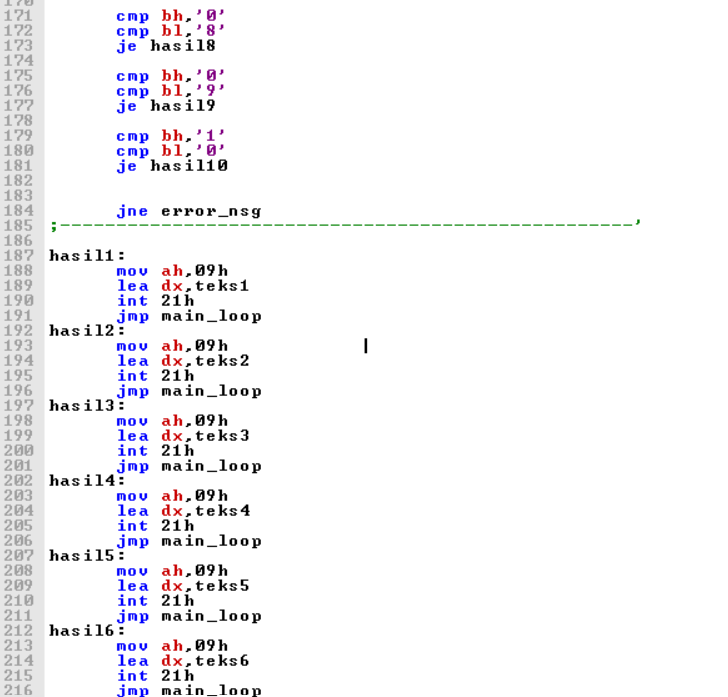 170
171 cmp bh,'0'
172 cmp bl,'8'
173 je hasil8
174
175 cmp bh,'0'
176 cmp bl,'9'
177 je hasil9
178
179 cmp bh,'1'
180 cmp bl,'0'
181 je hasil10
182
183
184 jne error_nsg
185 ;-------------------------------------------------------------'
186
187 hasil1:
188 mov ah,09h
189 lea dx,teks1
190 int 21h
191 jmp main_loop
192 hasil2:
193 mov ah,09h
194 lea dx,teks2
195 int 21h
196 jmp main_loop
197 hasil3:
198 mov ah,09h
199 lea dx,teks3
200 int 21h
201 jmp main_loop
202 hasil4:
203 mov ah,09h
204 lea dx,teks4
205 int 21h
206 jmp main_loop
207 hasil5:
208 mov ah,09h
209 lea dx,teks5
210 int 21h
211 jmp main_loop
212 hasil6:
213 mov ah,09h
214 lea dx,teks6
215 int 21h
216 jmp main_loop